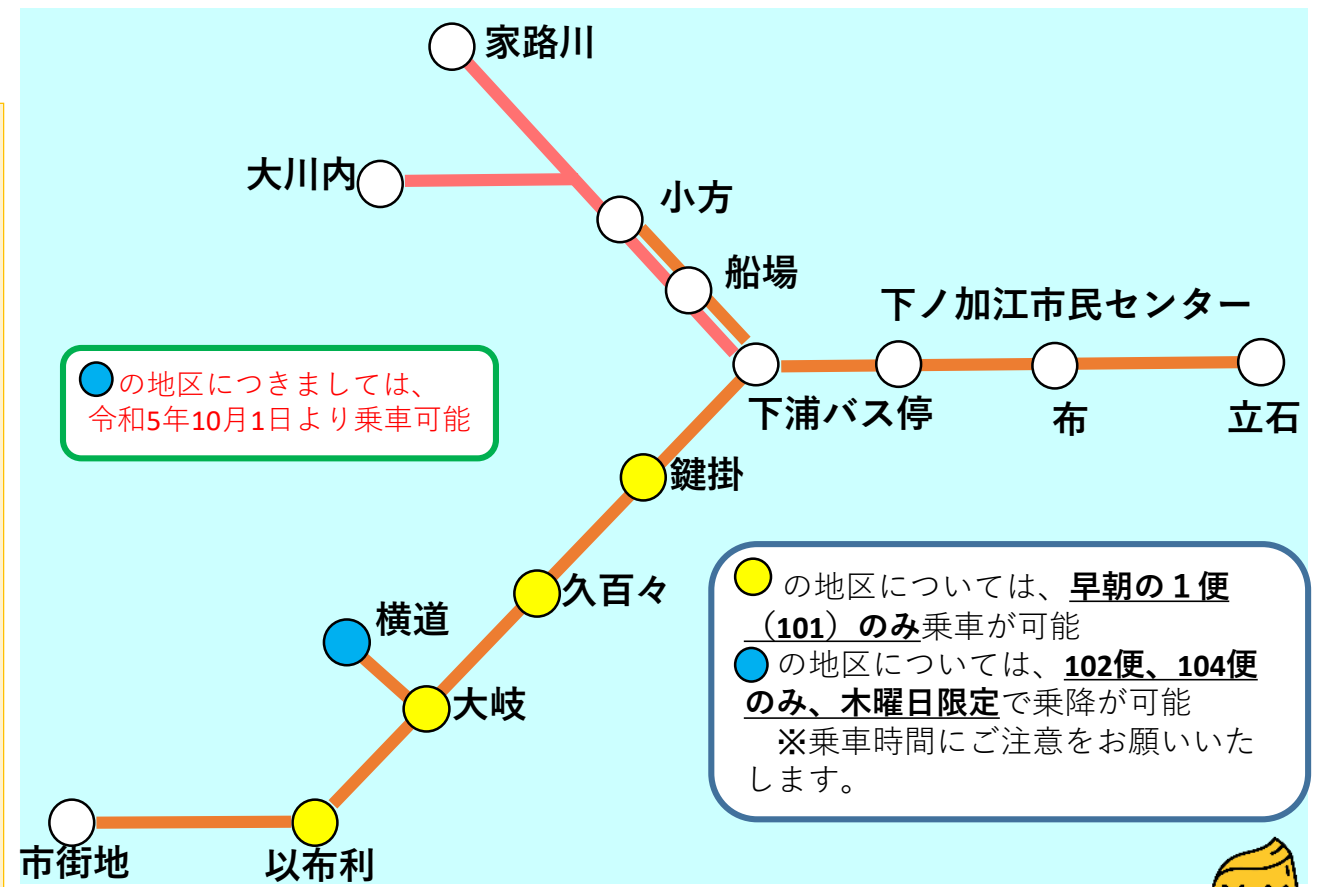 家路川
大川内
小方
船場
下ノ加江市民センター
の地区につきましては、
令和5年10月1日より乗車可能
下浦バス停
布
立石
鍵掛
久百々
横道
大岐
の地区については、早朝の１便
（101）のみ乗車が可能
の地区については、102便、104便
のみ、木曜日限定で乗降が可能
※乗車時間にご注意をお願いいた
します。
市街地
以布利